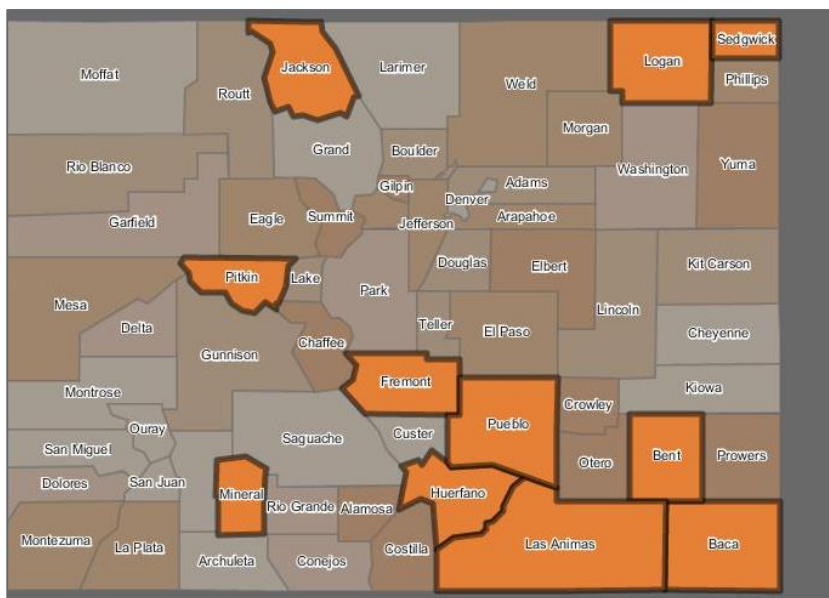 Sedgwick
Logan
Jackson
Larimer
Moffat
Phillips
Weld
Routt
Morgan
Grand
Boulder
Yuma
Rio Blanco
Washington
Gilpin
Adams
Denver
Eagle
Summit
Arapahoe
Garfield
Jefferson
Douglas
Kit Carson
Elbert
Pitkin
Lake
Park
Mesa
Lincoln
Delta
Teller
El Paso
Cheyenne
Chaffee
Gunnison
Fremont
Kiowa
Montrose
Crowley
Pueblo
Ouray
Custer
Saguache
San Miguel
Bent
Prowers
Otero
San Juan
Dolores
Mineral
Huerfano
Rio Grande
Alamosa
Montezuma
Las Animas
Baca
La Plata
Costilla
Archuleta
Conejos